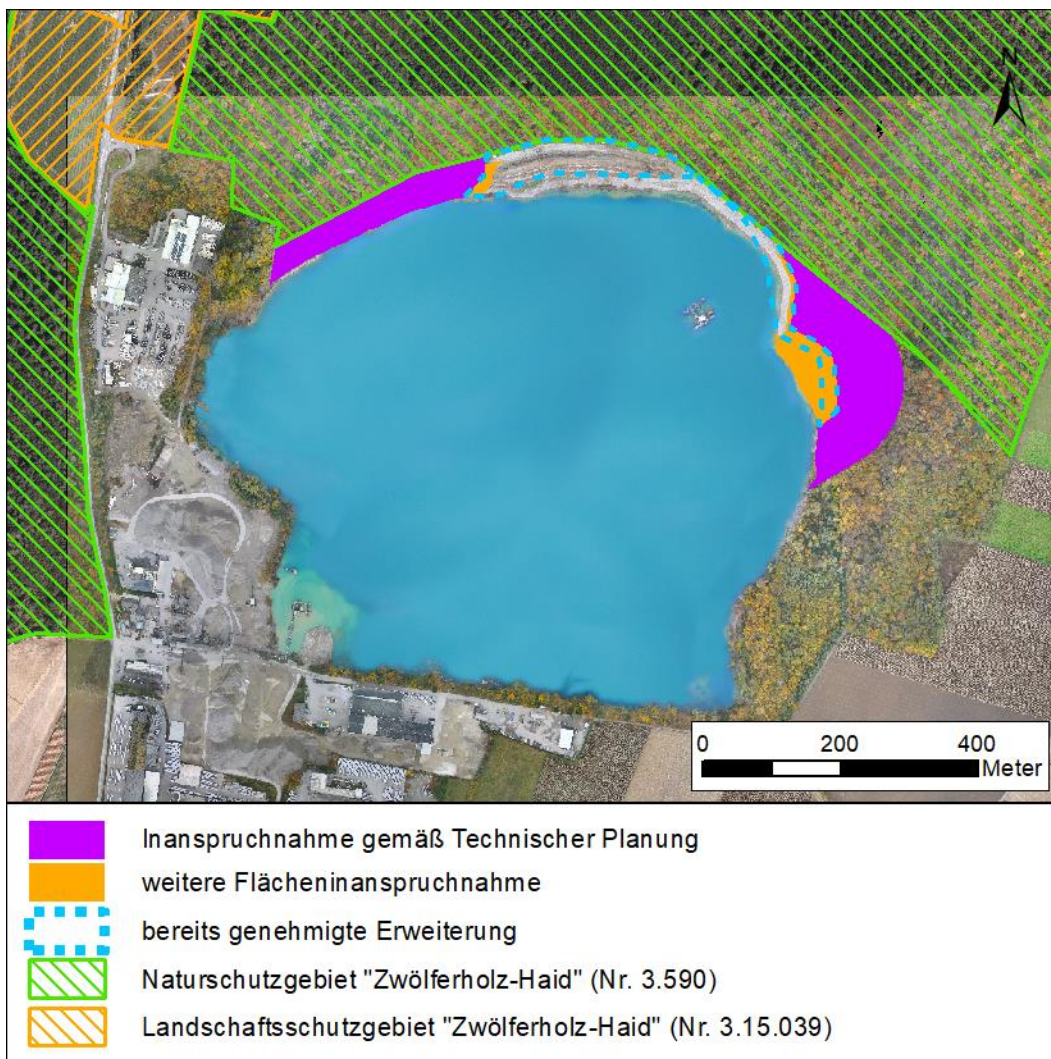 N
0 200 400
Meter
Inanspruchnahme gemäß Technischer Planung
weitere Flächeninanspruchnahme
bereits genehmigte Erweiterung
Naturschutzgebiet "Zwölferholz-Haid" (Nr. 3.590)
Landschaftsschutzgebiet "Zwölferholz-Haid" (Nr. 3.15.039)